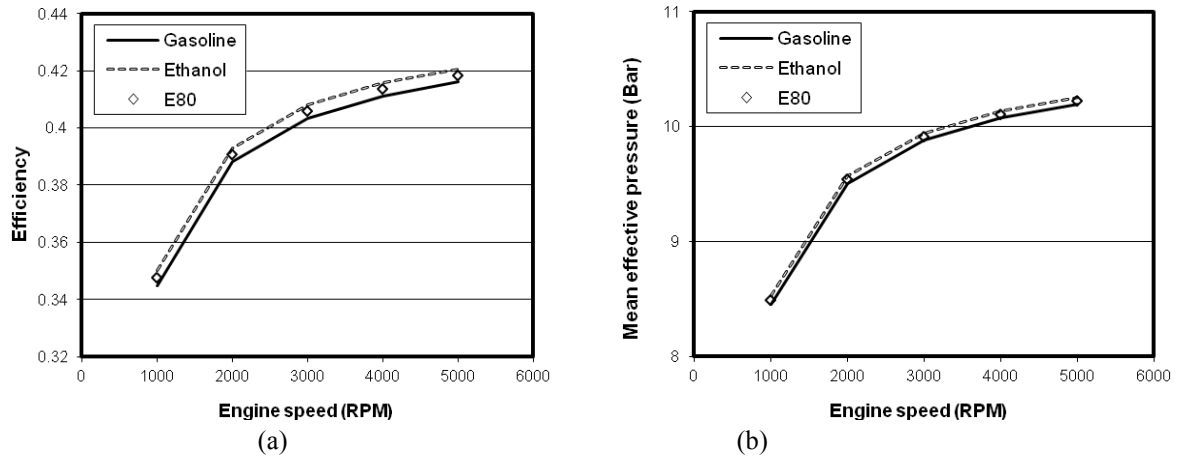 0.44
0.42
0.4
0.38
0.36
0.34
0.32
Efficiency
Gasoline
Ethanol
E80
0 1000 2000 3000 4000 5000 6000
Engine speed (RPM)
(a)
11
10
9
8
Mean effective pressure (Bar)
Gasoline
Ethanol
E80
0 1000 2000 3000 4000 5000 6000
Engine speed (RPM)
(b)